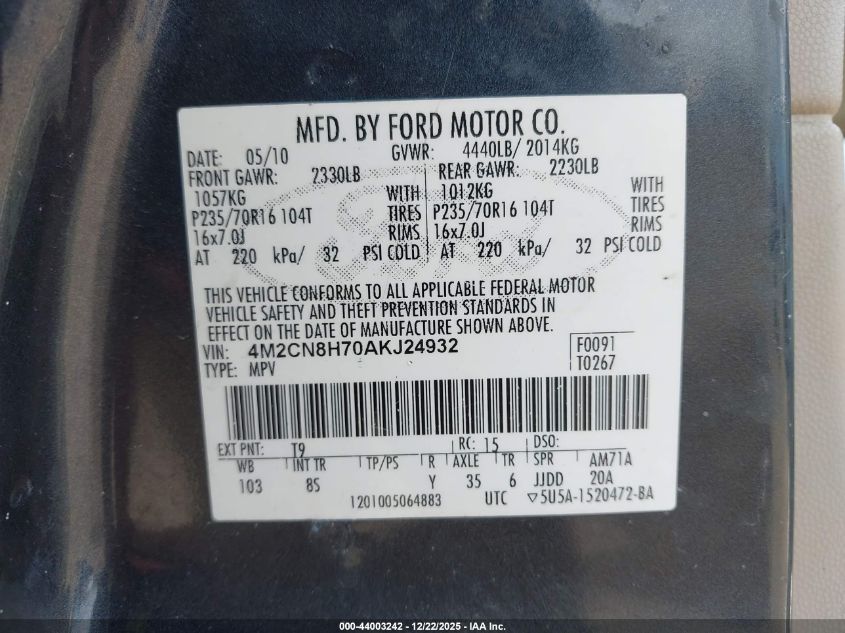 MFD. BY FORD MOTOR CO.
DATE: 05/10 GVWR: 4440LB/ 2014KG
FRONT GAWR: 2330LB REAR GAWR: 2230LB
1057KG WITH 1012KG WITH
P235/70R16 104T TIRES P235/70R16 104T TIRES
16x7.0J RIMS 16x7.0J RIMS
AT 220 kPa/ 32 PSI COLD AT 220 kPa/ 32 PSI COLD
THIS VEHICLE CONFORMS TO ALL APPLICABLE FEDERAL MOTOR
VEHICLE SAFETY AND THEFT PREVENTION STANDARDS IN
EFFECT ON THE DATE OF MANUFACTURE SHOWN ABOVE.
VIN: 4M2CN8H70AKJ24932 F0091
TYPE: MPV T0267
EXT PNT: T9 RC: 15 DSO:
WB INT TR TP/PS R AXLE TR SPR AM71A
103 8S Y 35 6 JJDD 20A
1201005064883 UTC ▽5U5A-1520472-BA
000-44003242 - 12/22/2025 - IAA, Inc.